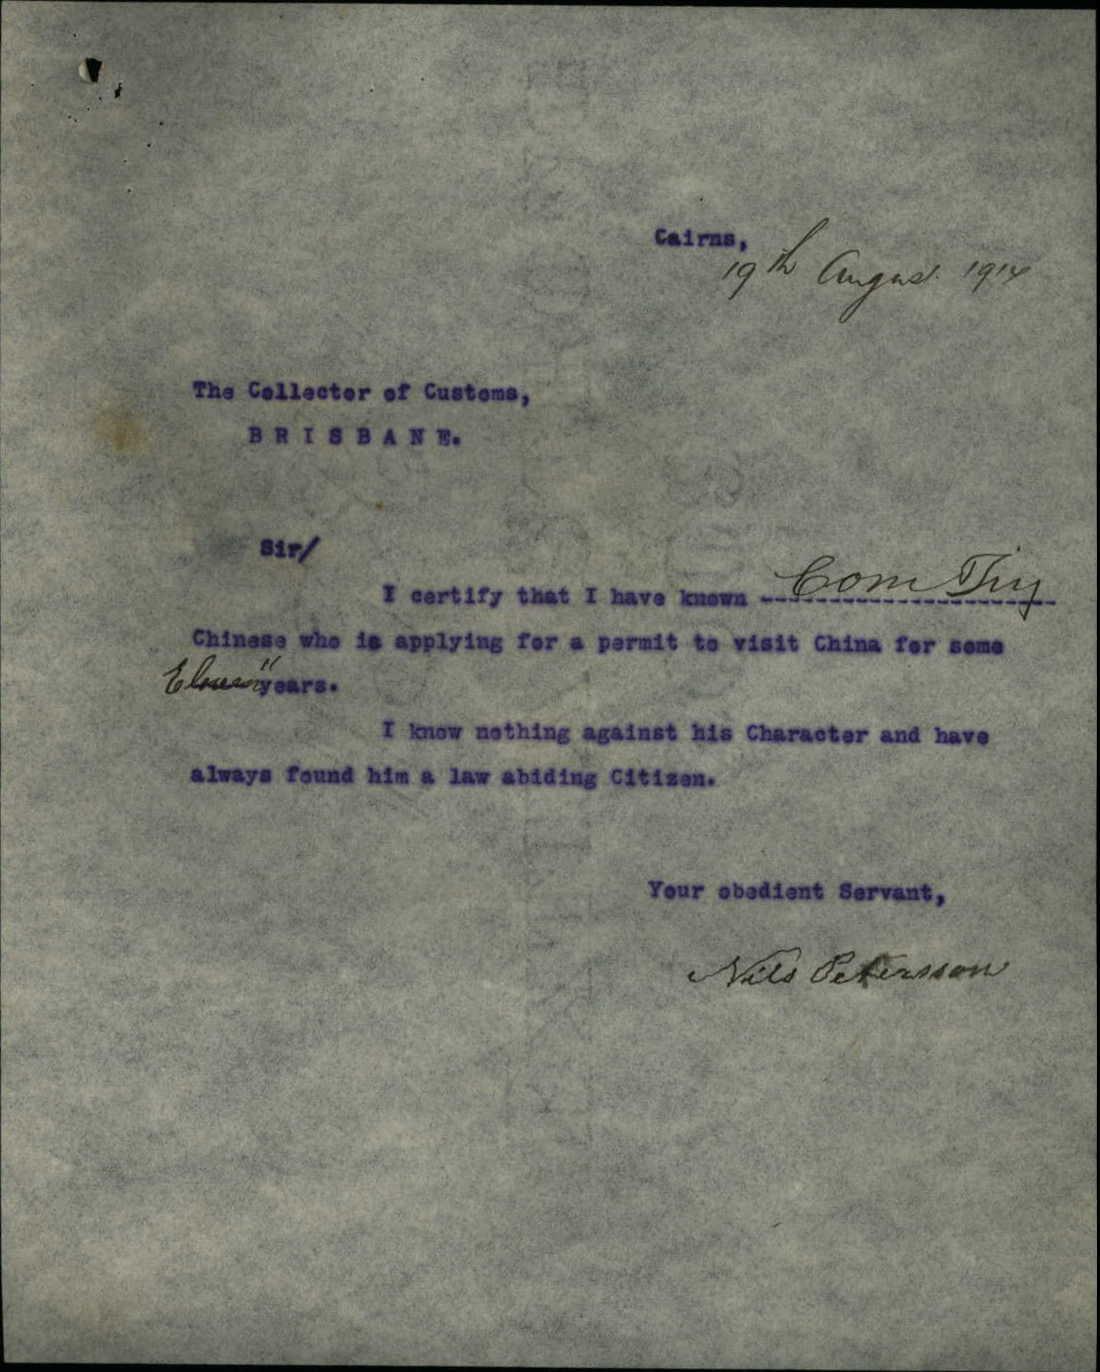 Cairns,
19th August 1914
The Collector of Customs,
BRISBANE.
Sir/
I certify that I have known Com
Chinese who is applying for a permit to visit China for some
Eleven" years.
I know nothing against his Character and have
always found him a law abiding Citizen.
Your obedient Servant,
Nils Petersson